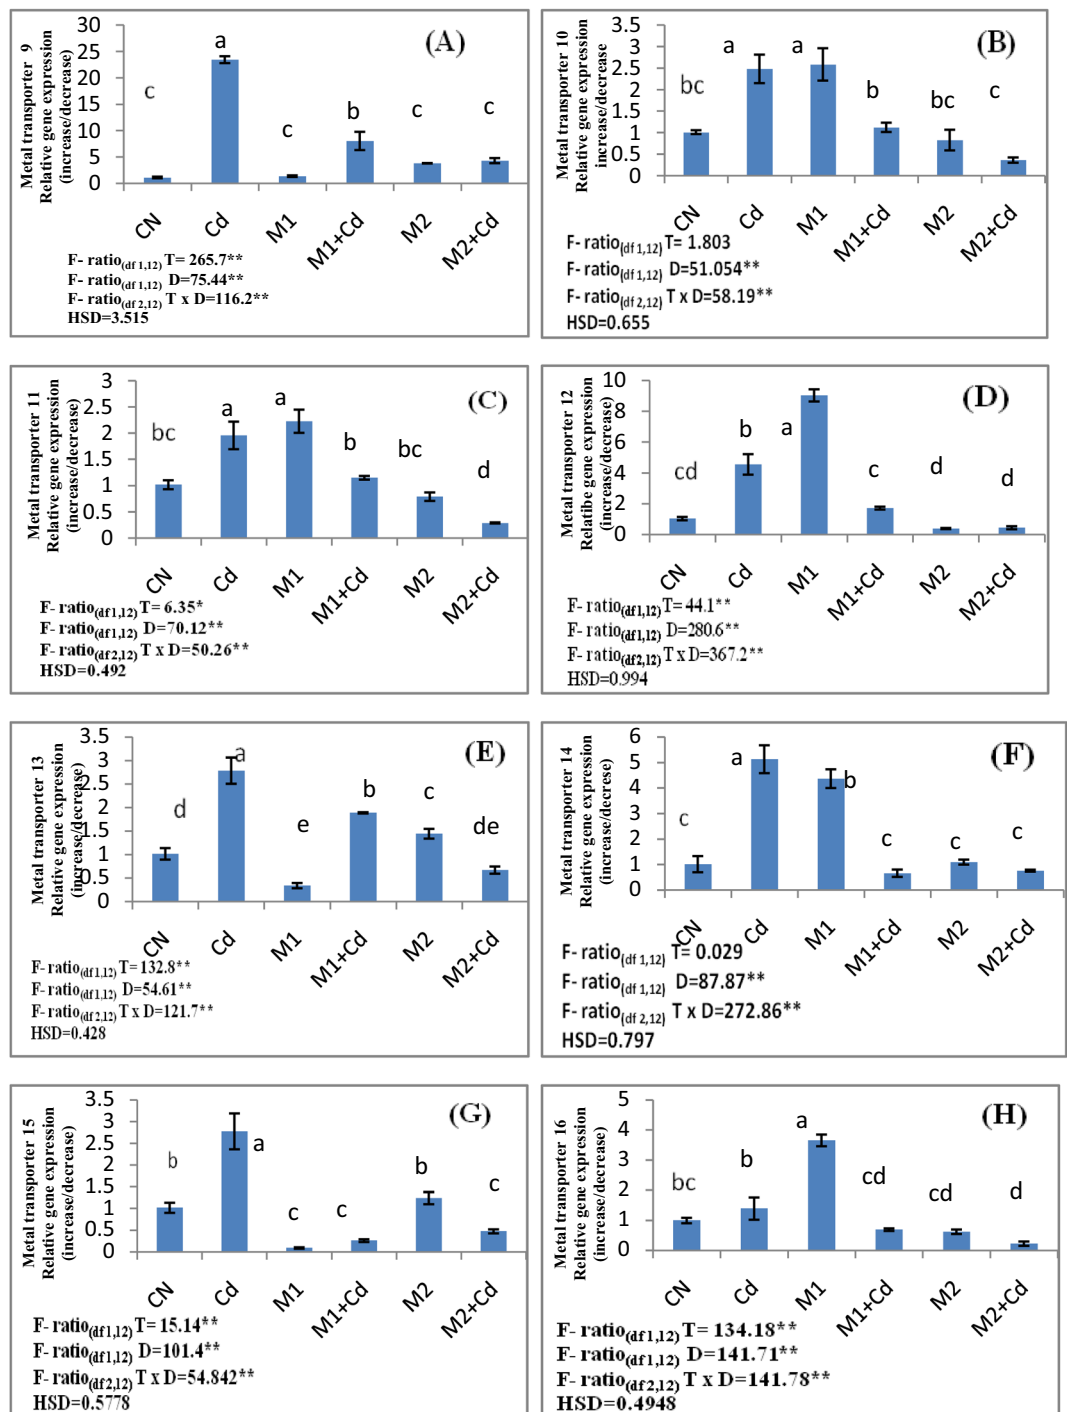 (A)
Metal transporter 9
Relative gene expression
(increase/decrease)
30
25
20
15
10
5
0
c
a
c
b
c
c
CN
Cd
M1
M1+Cd
M2
M2+Cd
F- ratio(df 1,12) T= 265.7**
F- ratio(df 1,12) D=75.44**
F- ratio(df 2,12) T x D=116.2**
HSD=3.515
(B)
Metal transporter 10
Relative gene expression
increase/decrease)
3.5
3
2.5
2
1.5
1
0.5
0
bc
a
a
b
bc
c
CN
Cd
M1
M1+Cd
M2
M2+Cd
F- ratio(df 1,12) T= 1.803
F- ratio(df 1,12) D=51.054**
F- ratio(df 2,12) T x D=58.19**
HSD=0.655
(C)
Metal transporter 11
Relative gene expression
(increase/decrease)
3
2.5
2
1.5
1
0.5
0
bc
a
a
b
bc
d
CN
Cd
M1
M1+Cd
M2
M2+Cd
F- ratio(df1,12) T= 6.35*
F- ratio(df1,12) D=70.12**
F- ratio(df2,12) T x D=50.26**
HSD=0.492
(D)
Metal transporter 12
Relatibe gene expression
(increase/decrease)
10
8
6
4
2
0
cd
b
a
c
d
d
CN
Cd
M1
M1+Cd
M2
M2+Cd
F- ratio(df1,12) T= 44.1**
F- ratio(df1,12) D=280.6**
F- ratio(df2,12) T x D=367.2**
HSD=0.994
(E)
Metal transporter 13
Relative gene expression
(increase/decrease)
3.5
3
2.5
2
1.5
1
0.5
0
d
a
e
b
c
de
CN
Cd
M1
M1+Cd
M2
M2+Cd
F- ratio(df 1,12) T= 132.8**
F- ratio(df 1,12) D=54.61**
F- ratio(df 2,12) T x D=121.7**
HSD=0.428
(F)
Metal transporter 14
Relative gene expression
(increase/decrese)
6
5
4
3
2
1
0
c
a
b
c
c
c
CN
Cd
M1
M1+Cd
M2
M2+Cd
F- ratio(df 1,12) T= 0.029
F- ratio(df 1,12) D=87.87**
F- ratio(df 2,12) T x D=272.86**
HSD=0.797
(G)
Metal transporter 15
Relative gene expression
(increase/decrease)
3.5
3
2.5
2
1.5
1
0.5
0
b
a
c
c
b
c
CN
Cd
M1
M1+Cd
M2
M2+Cd
F- ratio(df1,12) T= 15.14**
F- ratio(df1,12) D=101.4**
F- ratio(df2,12) T x D=54.842**
HSD=0.5778
(H)
Metal transporter 16
Relative gene expression
(increase/decrease)
5
4
3
2
1
0
bc
b
a
cd
cd
d
CN
Cd
M1
M1+Cd
M2
M2+Cd
F- ratio(df1,12) T= 134.18**
F- ratio(df1,12) D=141.71**
F- ratio(df2,12) T x D=141.78**
HSD=0.4948